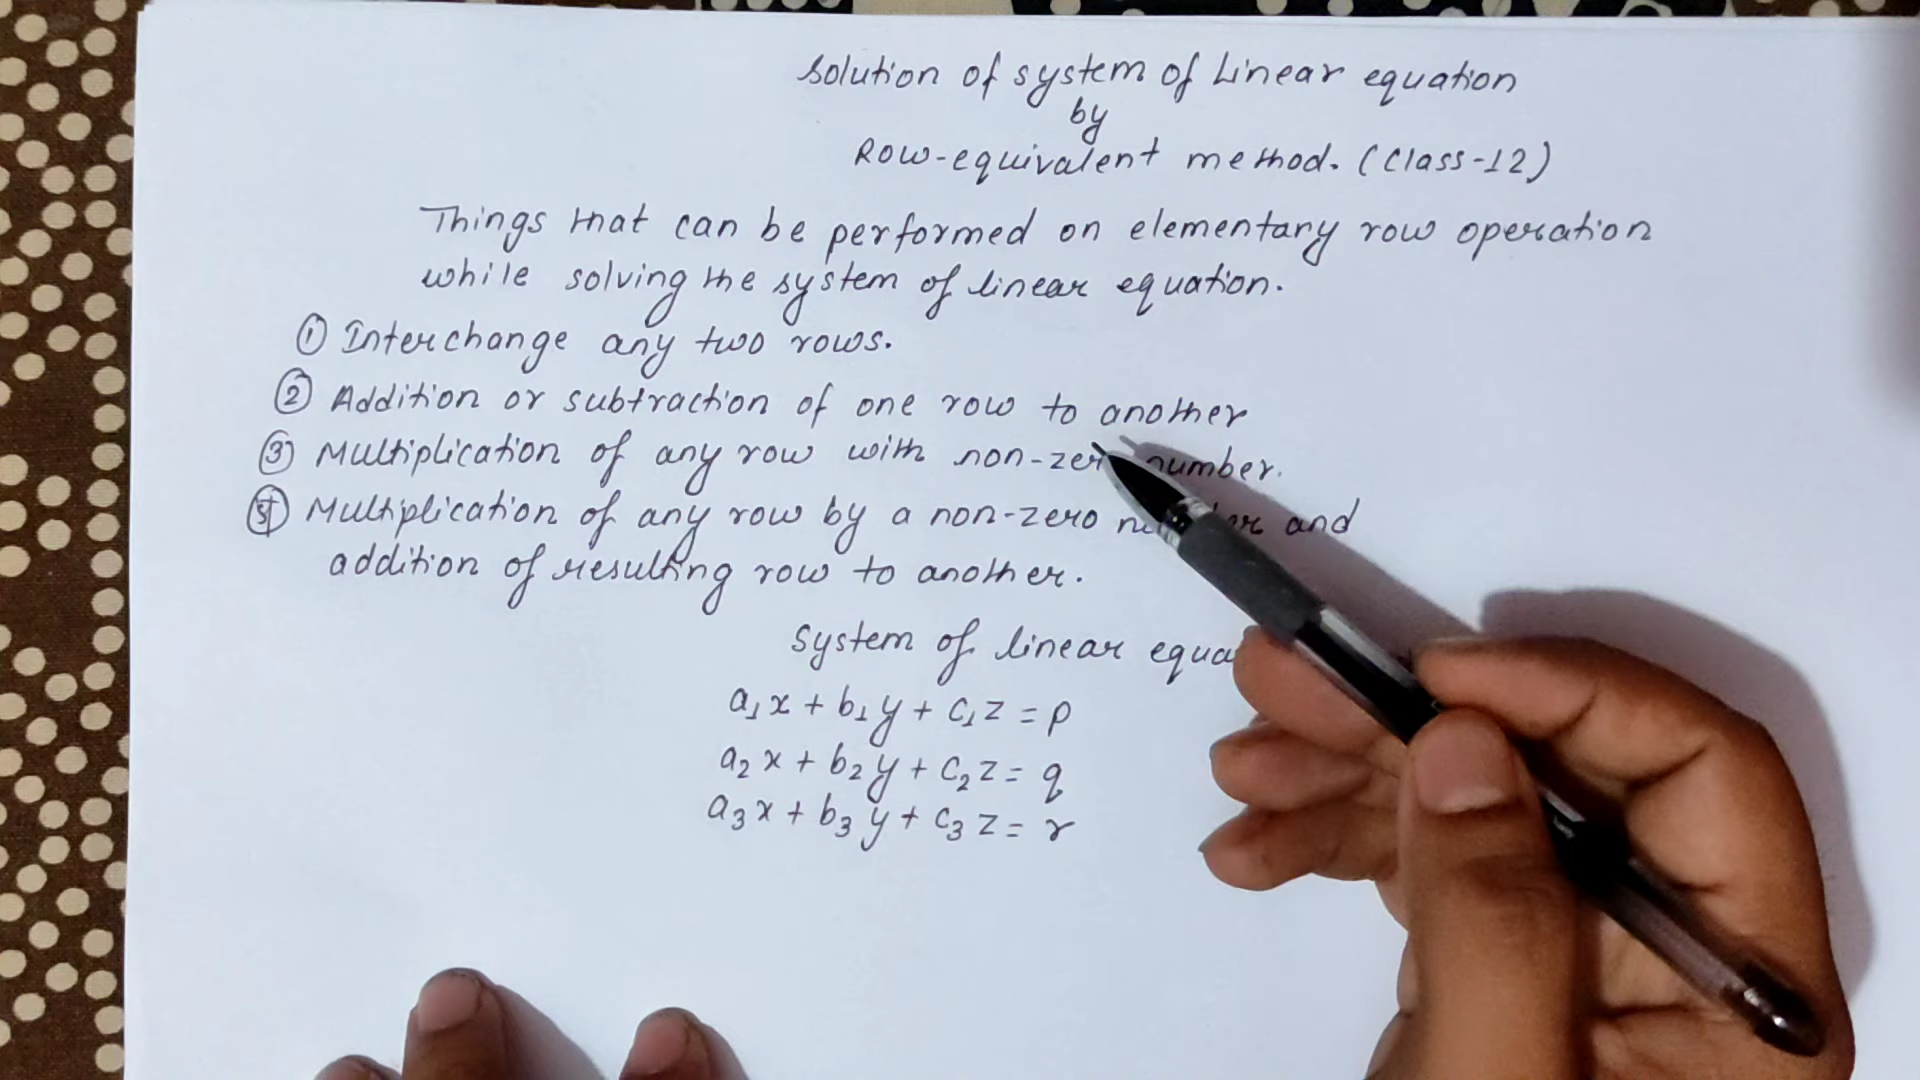 Solution of system of Linear equation
by
Row-equivalent method. (Class-12)
Things that can be performed on elementary row operation
while solving the system of linear equation.
① Interchange any two rows.
② Addition or subtraction of one row to another
③ Multiplication of any row with non-zero number.
Multiplication of any row by a non-zero number and
addition of resulting row to another.
System of linear equa
a₁x + b₁y + c₁z = p
a₂x + b₂y + c₂z = q
a₃x + b₃y + c₃z = r